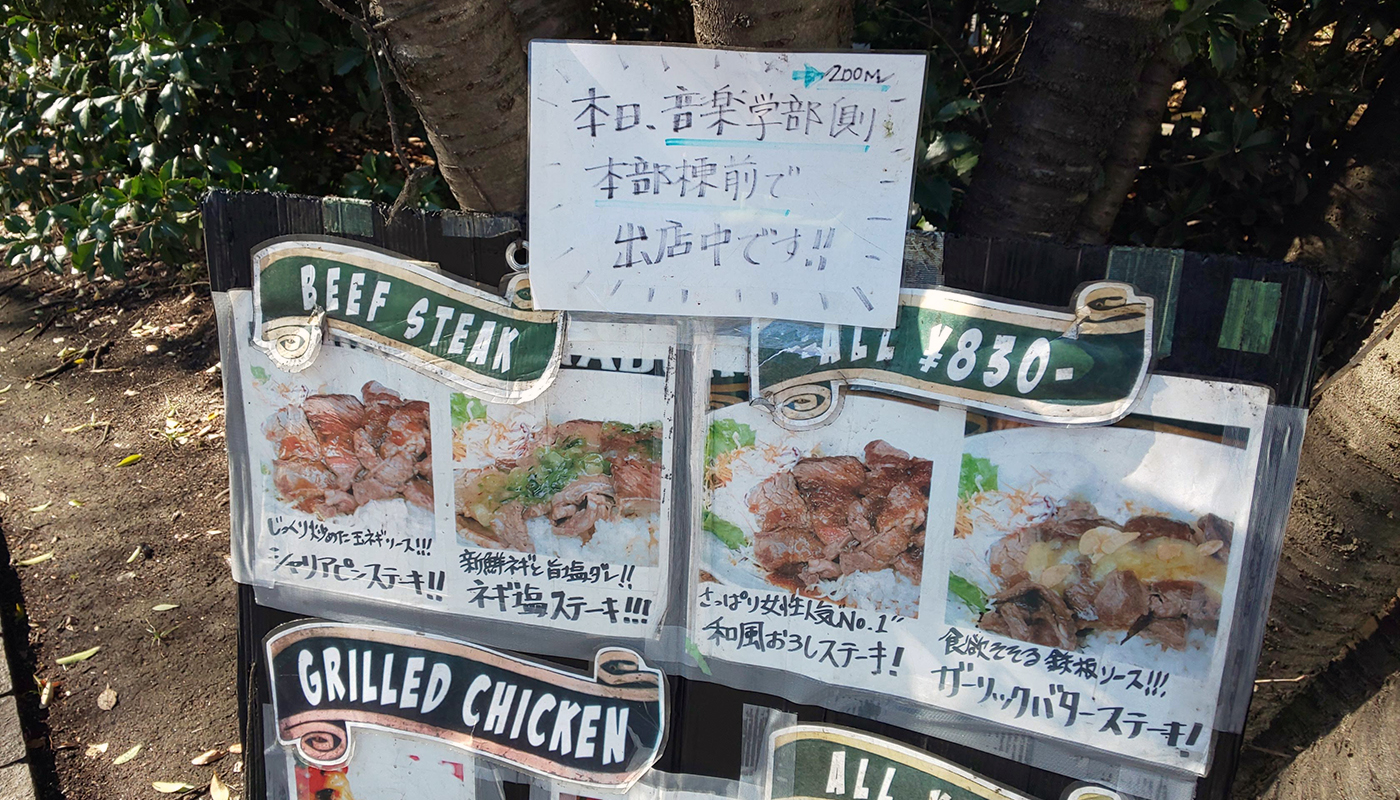 200M
本日、音楽学部側
本部棟前で
出店中です!!
BEEF STEAK
ALL ¥830-
じっくり炒めた玉ネギソース!!!
シャリアピンステーキ!!
新鮮ネギと旨塩ダレ!!
ネギ塩ステーキ!!!
さっぱり女性人気"No.1"
和風おろしステーキ!
食欲そそる鉄板ソース!!!
ガーリックバターステーキ!
GRILLED CHICKEN
ALL